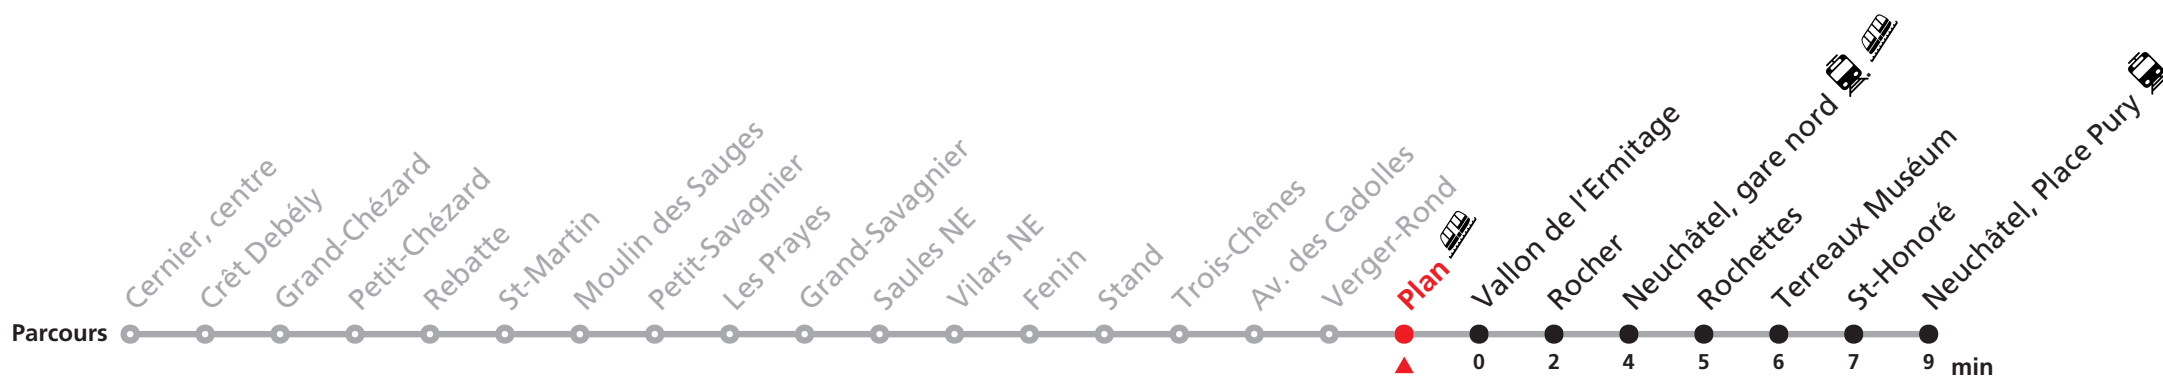 Cernier, centre
Crêt Debély
Grand-Chézard
Petit-Chézard
Rebatte
St-Martin
Moulin des Sauges
Petit-Savagnier
Les Prayes
Grand-Savagnier
Saules NE
Vilars NE
Fenin
Stand
Trois-Chênes
Av. des Cadolles
Verger-Rond
Plan
Vallon de l'Ermitage
Rocher
Neuchâtel, gare nord
Rochettes
Terreaux Muséum
St-Honoré
Neuchâtel, Place Pury
Parcours
0 2 4 5 6 7 9 min